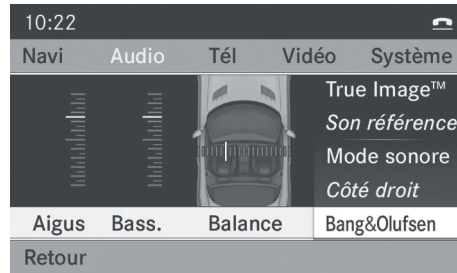 10:22
Navi Audio Tél Vidéo Système
True Image™
Son référence
Mode sonore
Côté droit
Aigus Bass. Balance Bang&Olufsen
Retour